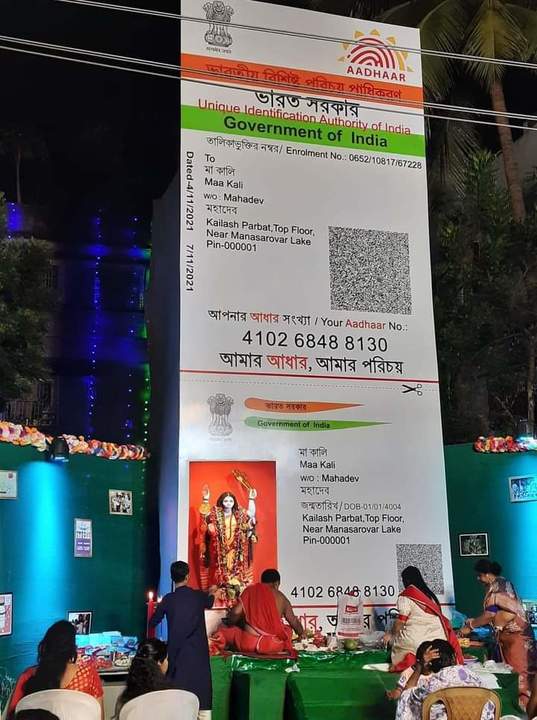 AADHAAR
ভারতীয় বিশিষ্ট পরিচয় প্রাধিকরণ
ভারত সরকার
Unique Identification Authority of India
Government of India
তালিকাভুক্তির নম্বর/ Enrolment No.: 0652/10817/67228
Dated-4/11/2021 7/11/2021
To
মা কালি
Maa Kali
w/o : Mahadev
মহাদেব
Kailash Parbat,Top Floor,
Near Manasarovar Lake
Pin-000001
আপনার আধার সংখ্যা / Your Aadhaar No.:
4102 6848 8130
আমার আধার, আমার পরিচয়
ভারত সরকার
Government of India
মা কালি
Maa Kali
w/o : Mahadev
মহাদেব
জন্মতারিখ/ DOB-01/01/4004
Kailash Parbat,Top Floor,
Near Manasarovar Lake
Pin-000001
4102 6848 8130